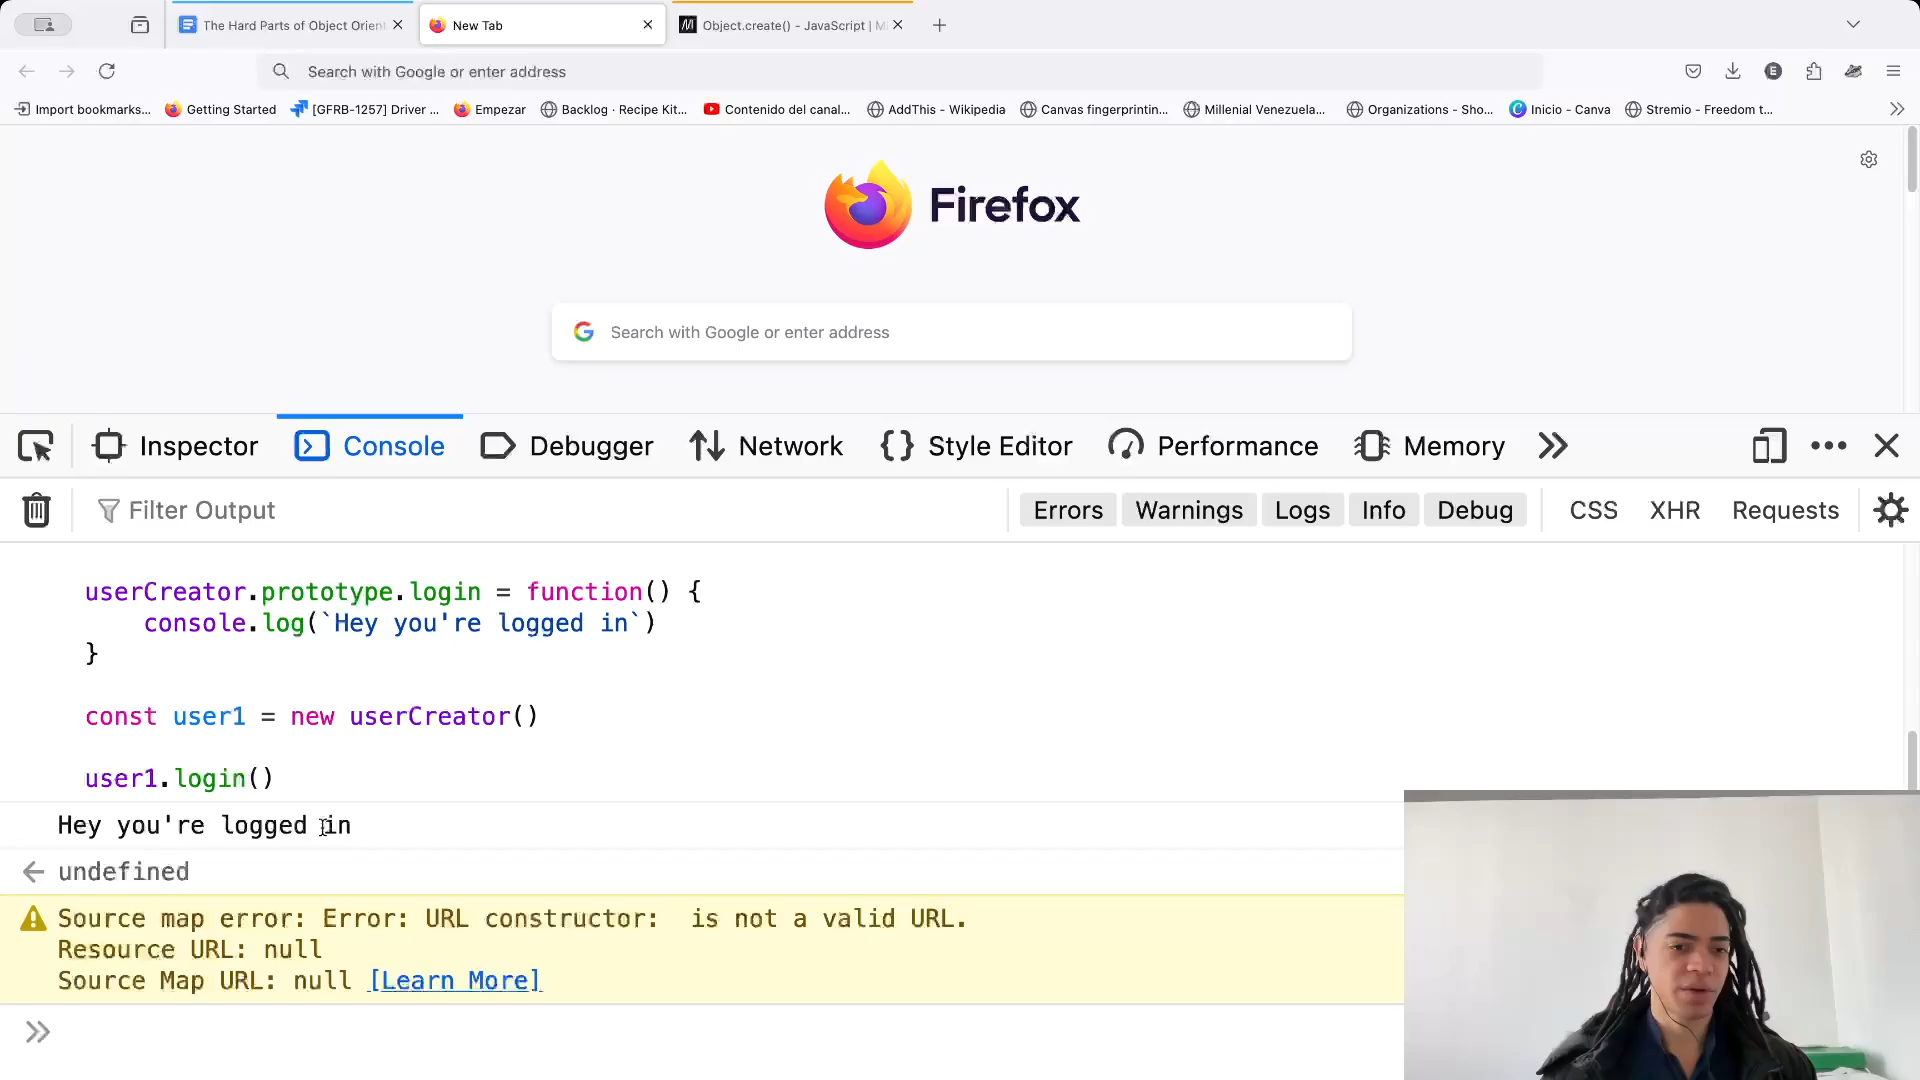 The Hard Parts of Object Orien
New Tab
Object.create() - JavaScript | M
Search with Google or enter address
E
Import bookmarks...
Getting Started
[GFRB-1257] Driver ...
Empezar
Backlog · Recipe Kit...
Contenido del canal...
AddThis - Wikipedia
Canvas fingerprintin...
Millenial Venezuela...
Organizations - Sho...
Inicio - Canva
Stremio - Freedom t...
Firefox
Search with Google or enter address
Inspector
Console
Debugger
Network
Style Editor
Performance
Memory
Filter Output
Errors
Warnings
Logs
Info
Debug
CSS
XHR
Requests
userCreator.prototype.login = function() {
console.log(`Hey you're logged in`)
}
const user1 = new userCreator()
user1.login()
Hey you're logged in
undefined
Source map error: Error: URL constructor:  is not a valid URL.
Resource URL: null
Source Map URL: null [Learn More]